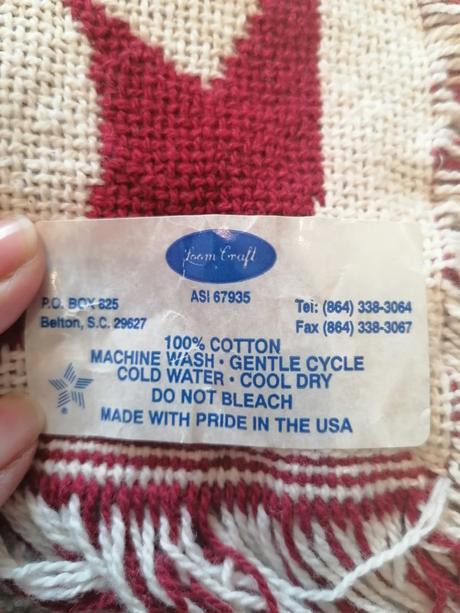 Loom Craft
ASI 67935
P.O. BOX 825
Belton, S.C. 29627
Tel: (864) 338-3064
Fax (864) 338-3067
100% COTTON
MACHINE WASH • GENTLE CYCLE
COLD WATER • COOL DRY
DO NOT BLEACH
MADE WITH PRIDE IN THE USA
®